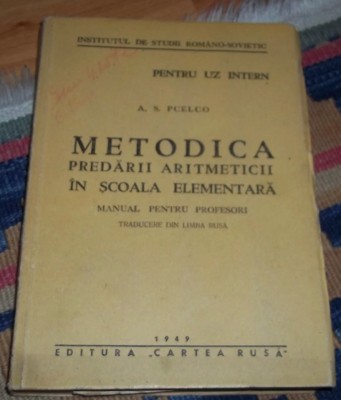 INSTITUTUL DE STUDII ROMÂNO-SOVIETIC
PENTRU UZ INTERN
A. S. PCELCO
METODICA
PREDĂRII ARITMETICII
ÎN ȘCOALA ELEMENTARĂ
MANUAL PENTRU PROFESORI
TRADUCERE DIN LIMBA RUSĂ
1949
EDITURA „CARTEA RUSĂ"